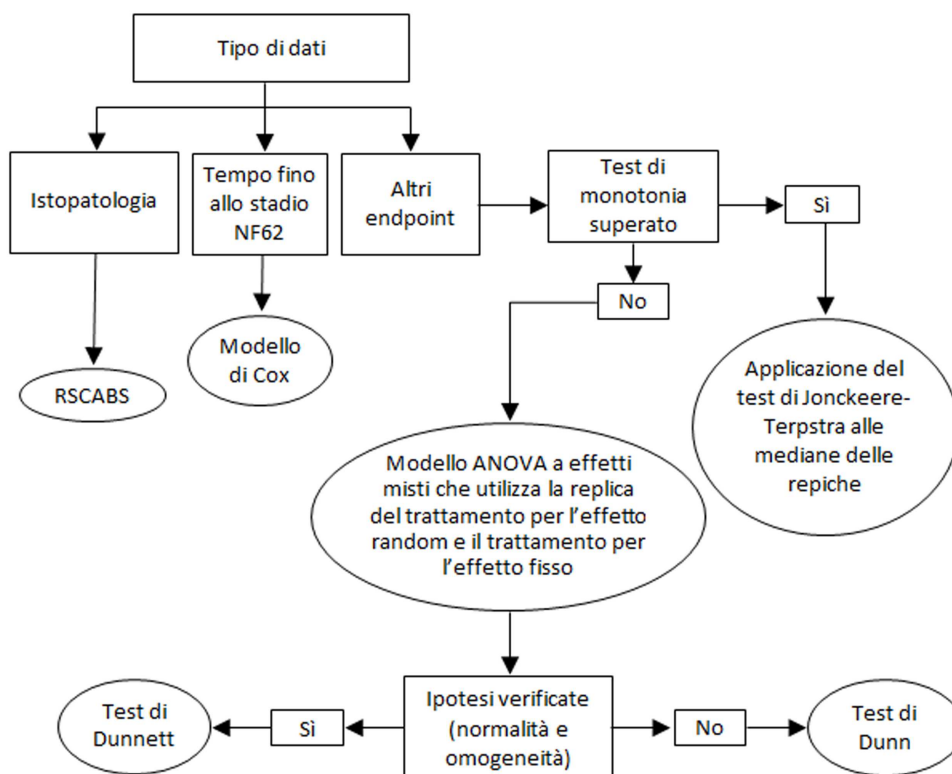 Tipo di dati
Istopatologia
Tempo fino
allo stadio
NF62
Altri
endpoint
Test di
monotonia
superato
Sì
No
Modello
di Cox
RSCABS
Applicazione del
test di Jonckeere-
Terpstra alle
mediane delle
repiche
Modello ANOVA a effetti
misti che utilizza la replica
del trattamento per l'effetto
random e il trattamento per
l'effetto fisso
Test di
Dunnett
Sì
Ipotesi verificate
(normalità e
omogeneità)
No
Test di
Dunn